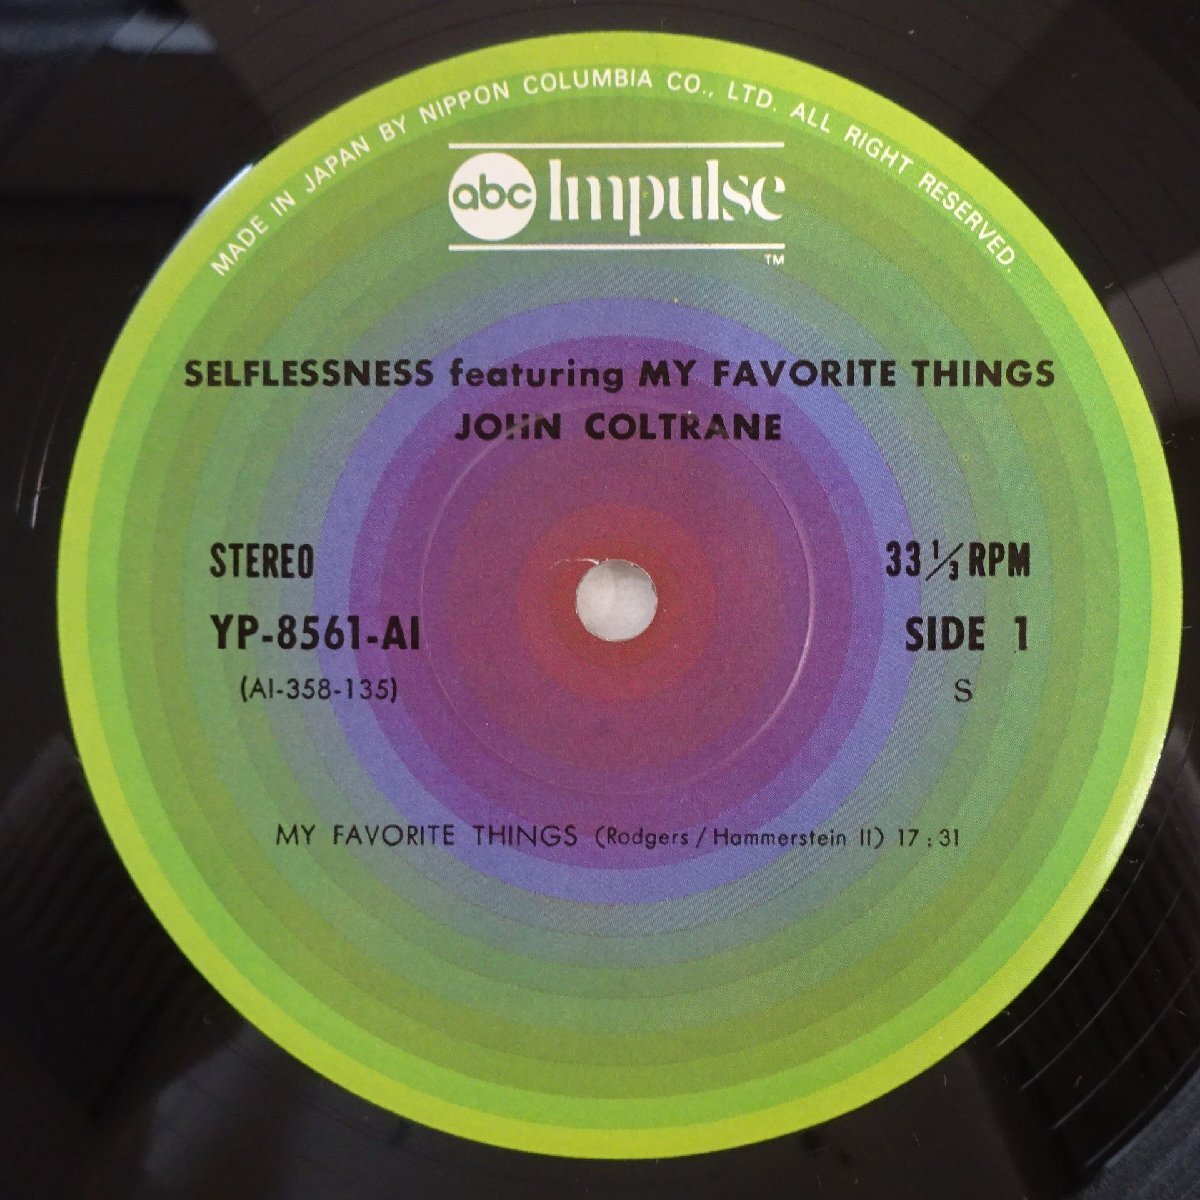 MADE IN JAPAN BY NIPPON COLUMBIA CO., LTD. ALL RIGHT RESERVED.
abc Impulse
TM
SELFLESSNESS featuring MY FAVORITE THINGS
JOHN COLTRANE
STEREO 33 1/3 RPM
YP-8561-AI SIDE 1
(AI-358-135) S
MY FAVORITE THINGS (Rodgers / Hammerstein II) 17 : 31